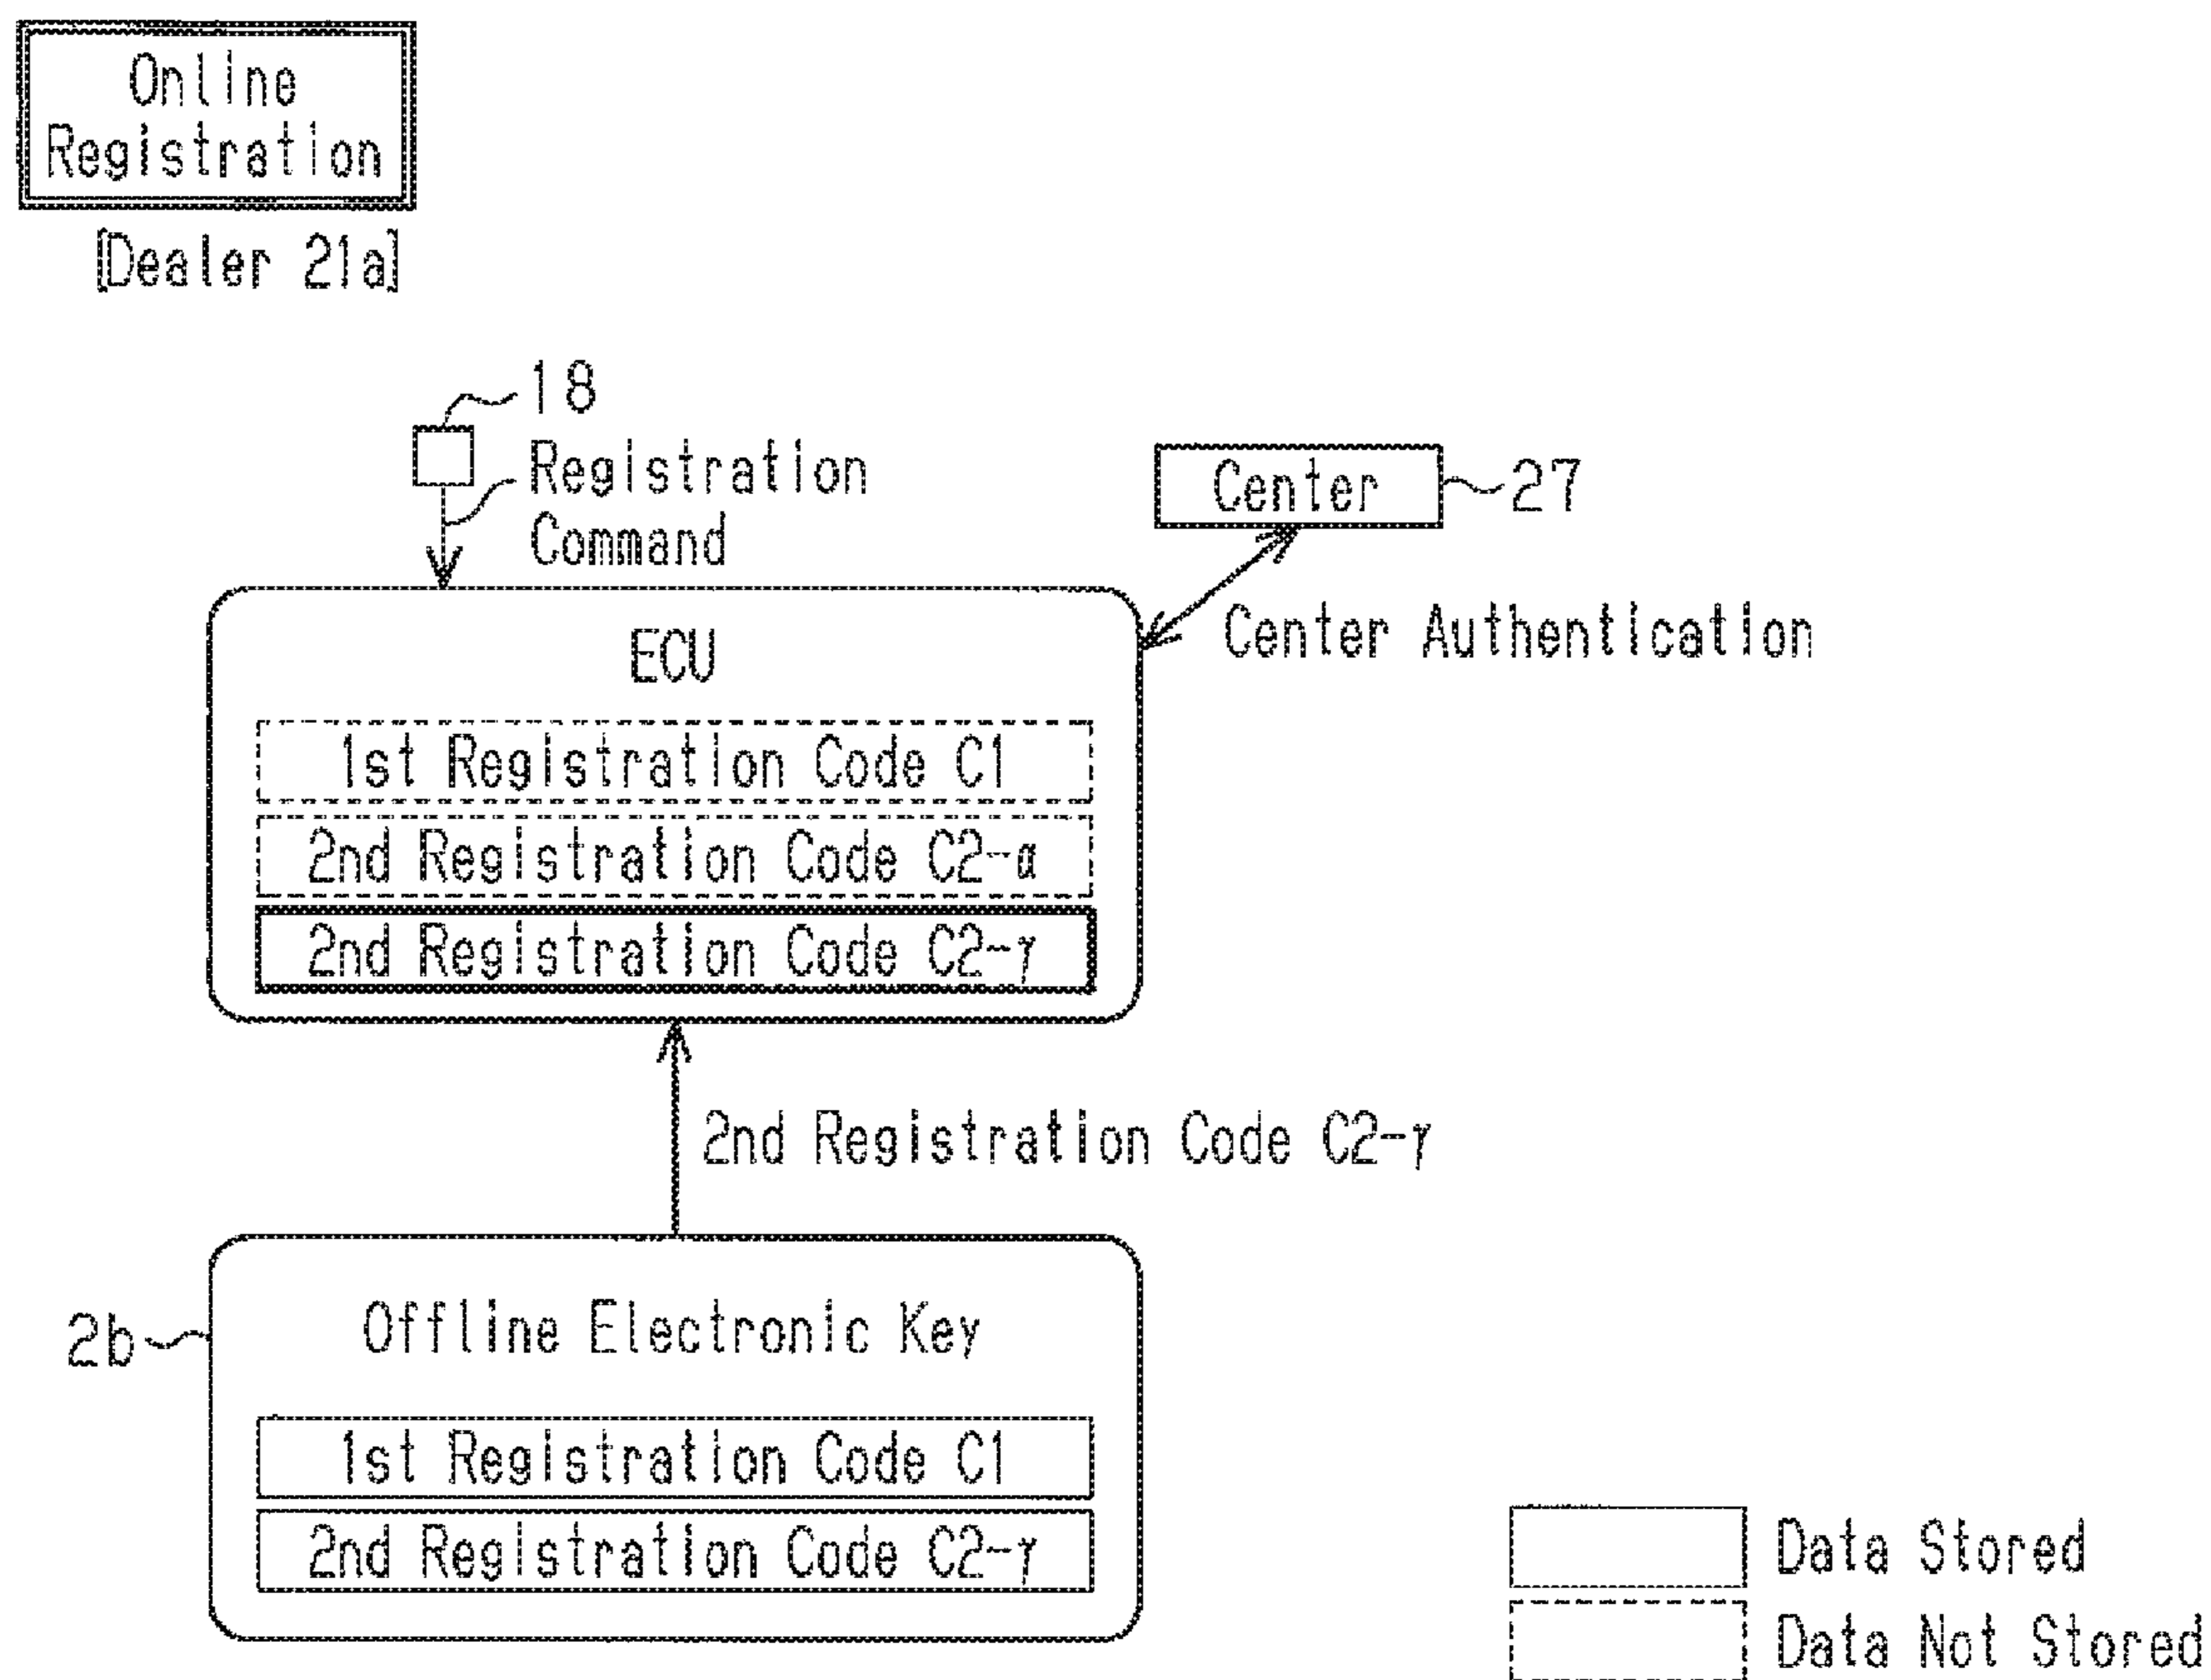 Online
Registration
[Dealer 21a]
18
Registration
Command
Center
27
Center Authentication
ECU
1st Registration Code C1
2nd Registration Code C2-α
2nd Registration Code C2-γ
2nd Registration Code C2-γ
2b
Offline Electronic Key
1st Registration Code C1
2nd Registration Code C2-γ
Data Stored
Data Not Stored